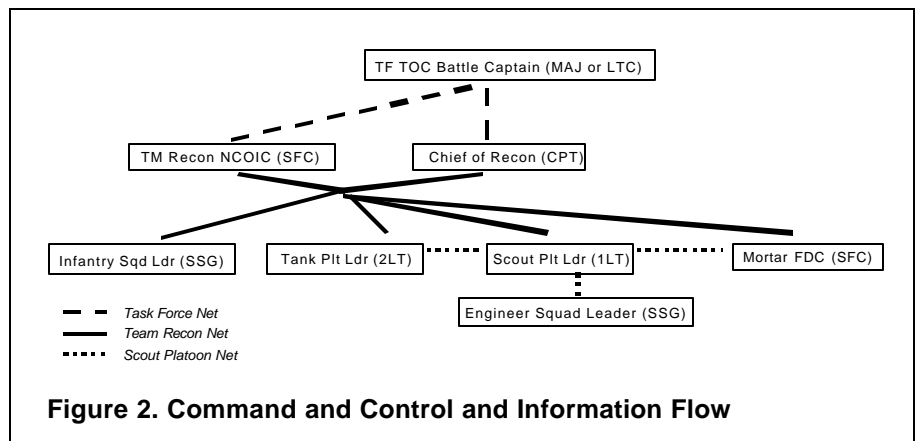 TF TOC Battle Captain (MAJ or LTC)
TM Recon NCOIC (SFC)
Chief of Recon (CPT)
Infantry Sqd Ldr (SSG)
Tank Plt Ldr (2LT)
Scout Plt Ldr (1LT)
Mortar FDC (SFC)
Engineer Squad Leader (SSG)
Task Force Net
Team Recon Net
Scout Platoon Net
Figure 2. Command and Control and Information Flow